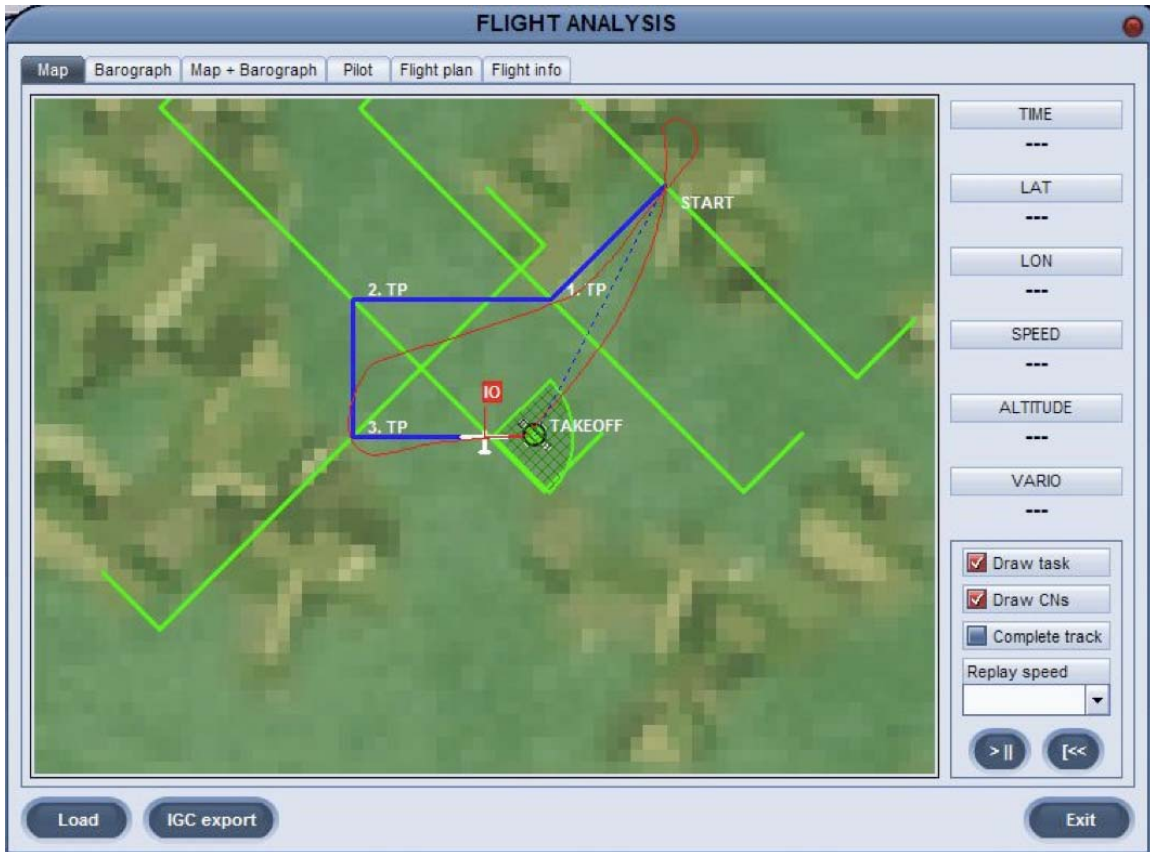 FLIGHT ANALYSIS
Map
Barograph
Map + Barograph
Pilot
Flight plan
Flight info
START
2. TP
1. TP
IO
3. TP
TAKEOFF
TIME
---
LAT
---
LON
---
SPEED
---
ALTITUDE
---
VARIO
---
Draw task
Draw CNs
Complete track
Replay speed
> ||
[<<
Load
IGC export
Exit